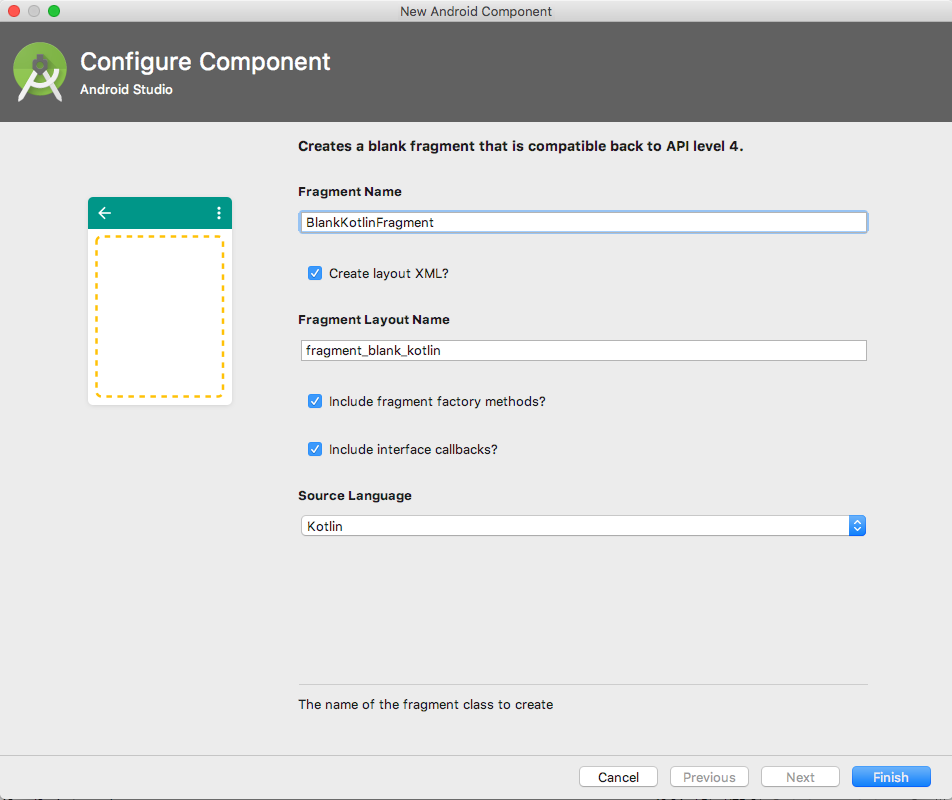 New Android Component
Configure Component
Android Studio
Creates a blank fragment that is compatible back to API level 4.
Fragment Name
BlankKotlinFragment
Create layout XML?
Fragment Layout Name
fragment_blank_kotlin
Include fragment factory methods?
Include interface callbacks?
Source Language
Kotlin
The name of the fragment class to create
Cancel
Previous
Next
Finish